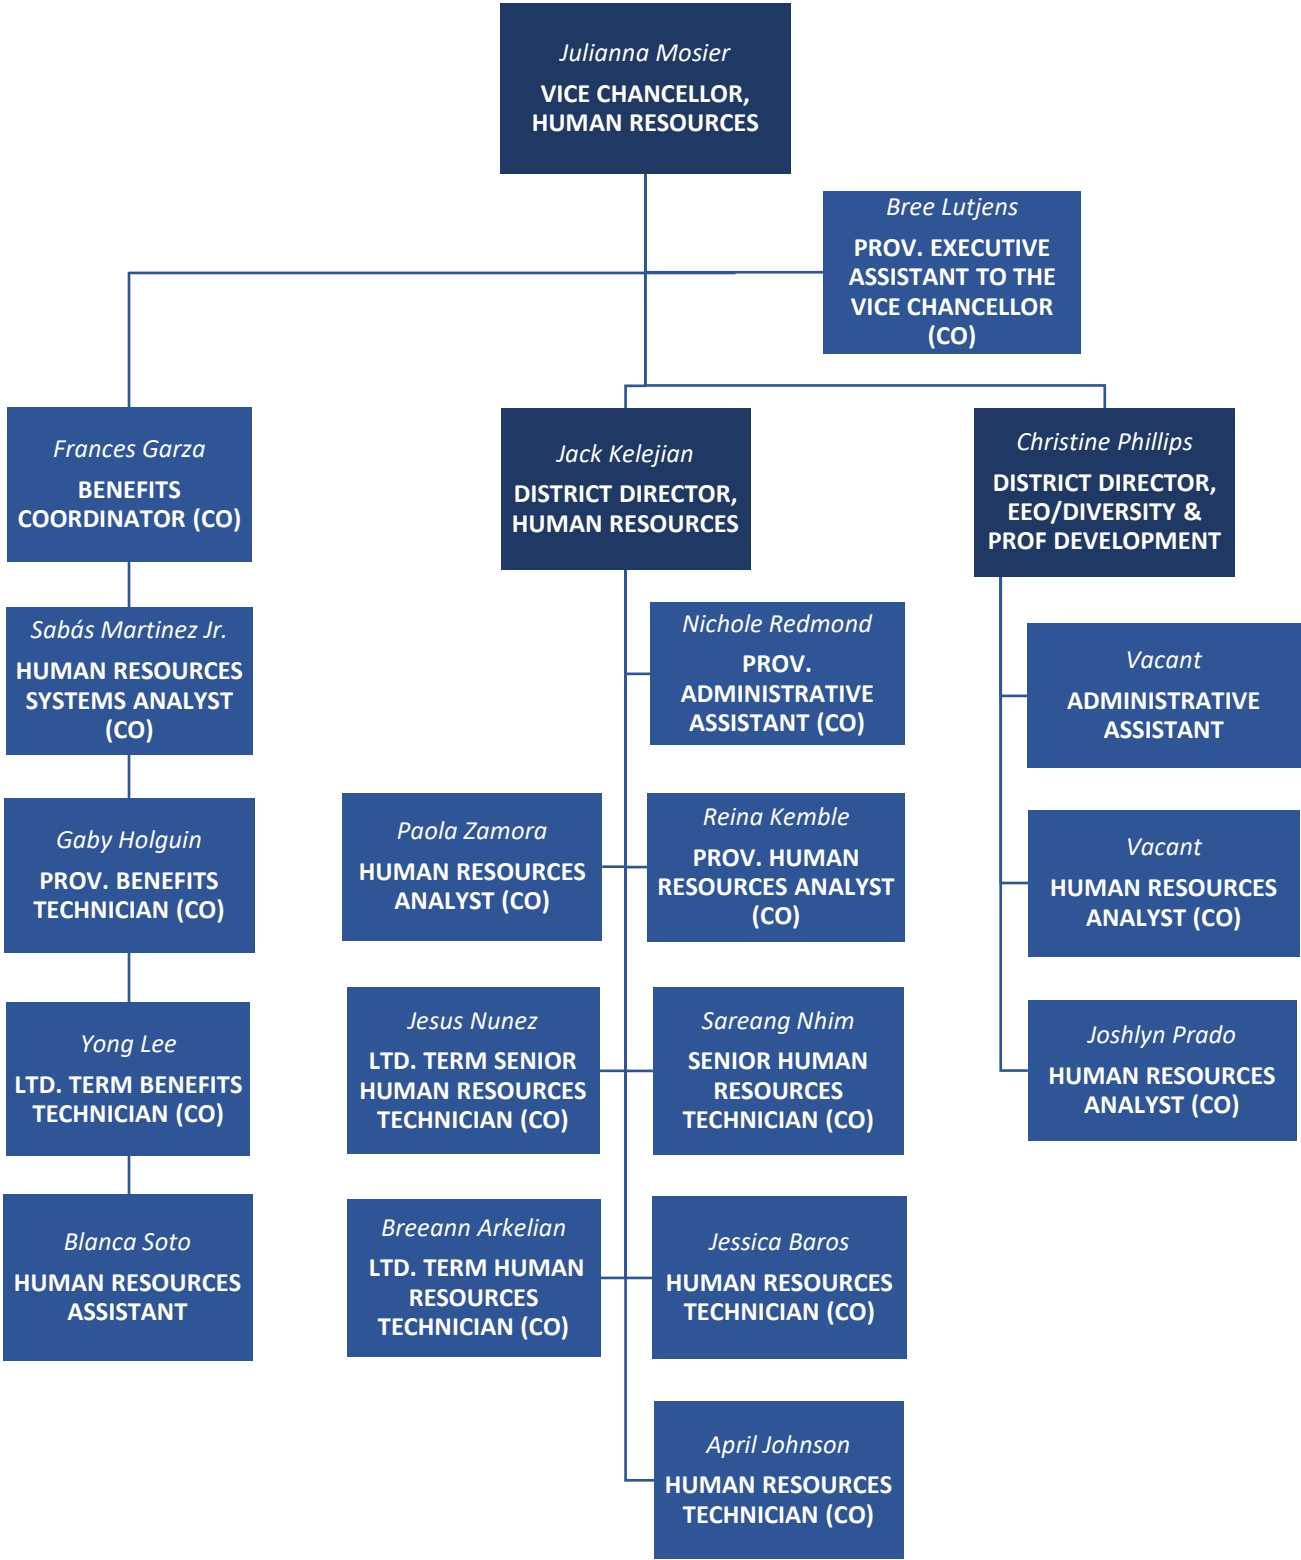 Julianna Mosier
VICE CHANCELLOR,
HUMAN RESOURCES
Bree Lutjens
PROV. EXECUTIVE
ASSISTANT TO THE
VICE CHANCELLOR
(CO)
Frances Garza
BENEFITS
COORDINATOR (CO)
Sabás Martinez Jr.
HUMAN RESOURCES
SYSTEMS ANALYST
(CO)
Gaby Holguin
PROV. BENEFITS
TECHNICIAN (CO)
Yong Lee
LTD. TERM BENEFITS
TECHNICIAN (CO)
Blanca Soto
HUMAN RESOURCES
ASSISTANT
Jack Kelejian
DISTRICT DIRECTOR,
HUMAN RESOURCES
Nichole Redmond
PROV.
ADMINISTRATIVE
ASSISTANT (CO)
Paola Zamora
HUMAN RESOURCES
ANALYST (CO)
Reina Kemble
PROV. HUMAN
RESOURCES ANALYST
(CO)
Jesus Nunez
LTD. TERM SENIOR
HUMAN RESOURCES
TECHNICIAN (CO)
Sareang Nhim
SENIOR HUMAN
RESOURCES
TECHNICIAN (CO)
Breeann Arkelian
LTD. TERM HUMAN
RESOURCES
TECHNICIAN (CO)
Jessica Baros
HUMAN RESOURCES
TECHNICIAN (CO)
April Johnson
HUMAN RESOURCES
TECHNICIAN (CO)
Christine Phillips
DISTRICT DIRECTOR,
EEO/DIVERSITY &
PROF DEVELOPMENT
Vacant
ADMINISTRATIVE
ASSISTANT
Vacant
HUMAN RESOURCES
ANALYST (CO)
Joshlyn Prado
HUMAN RESOURCES
ANALYST (CO)